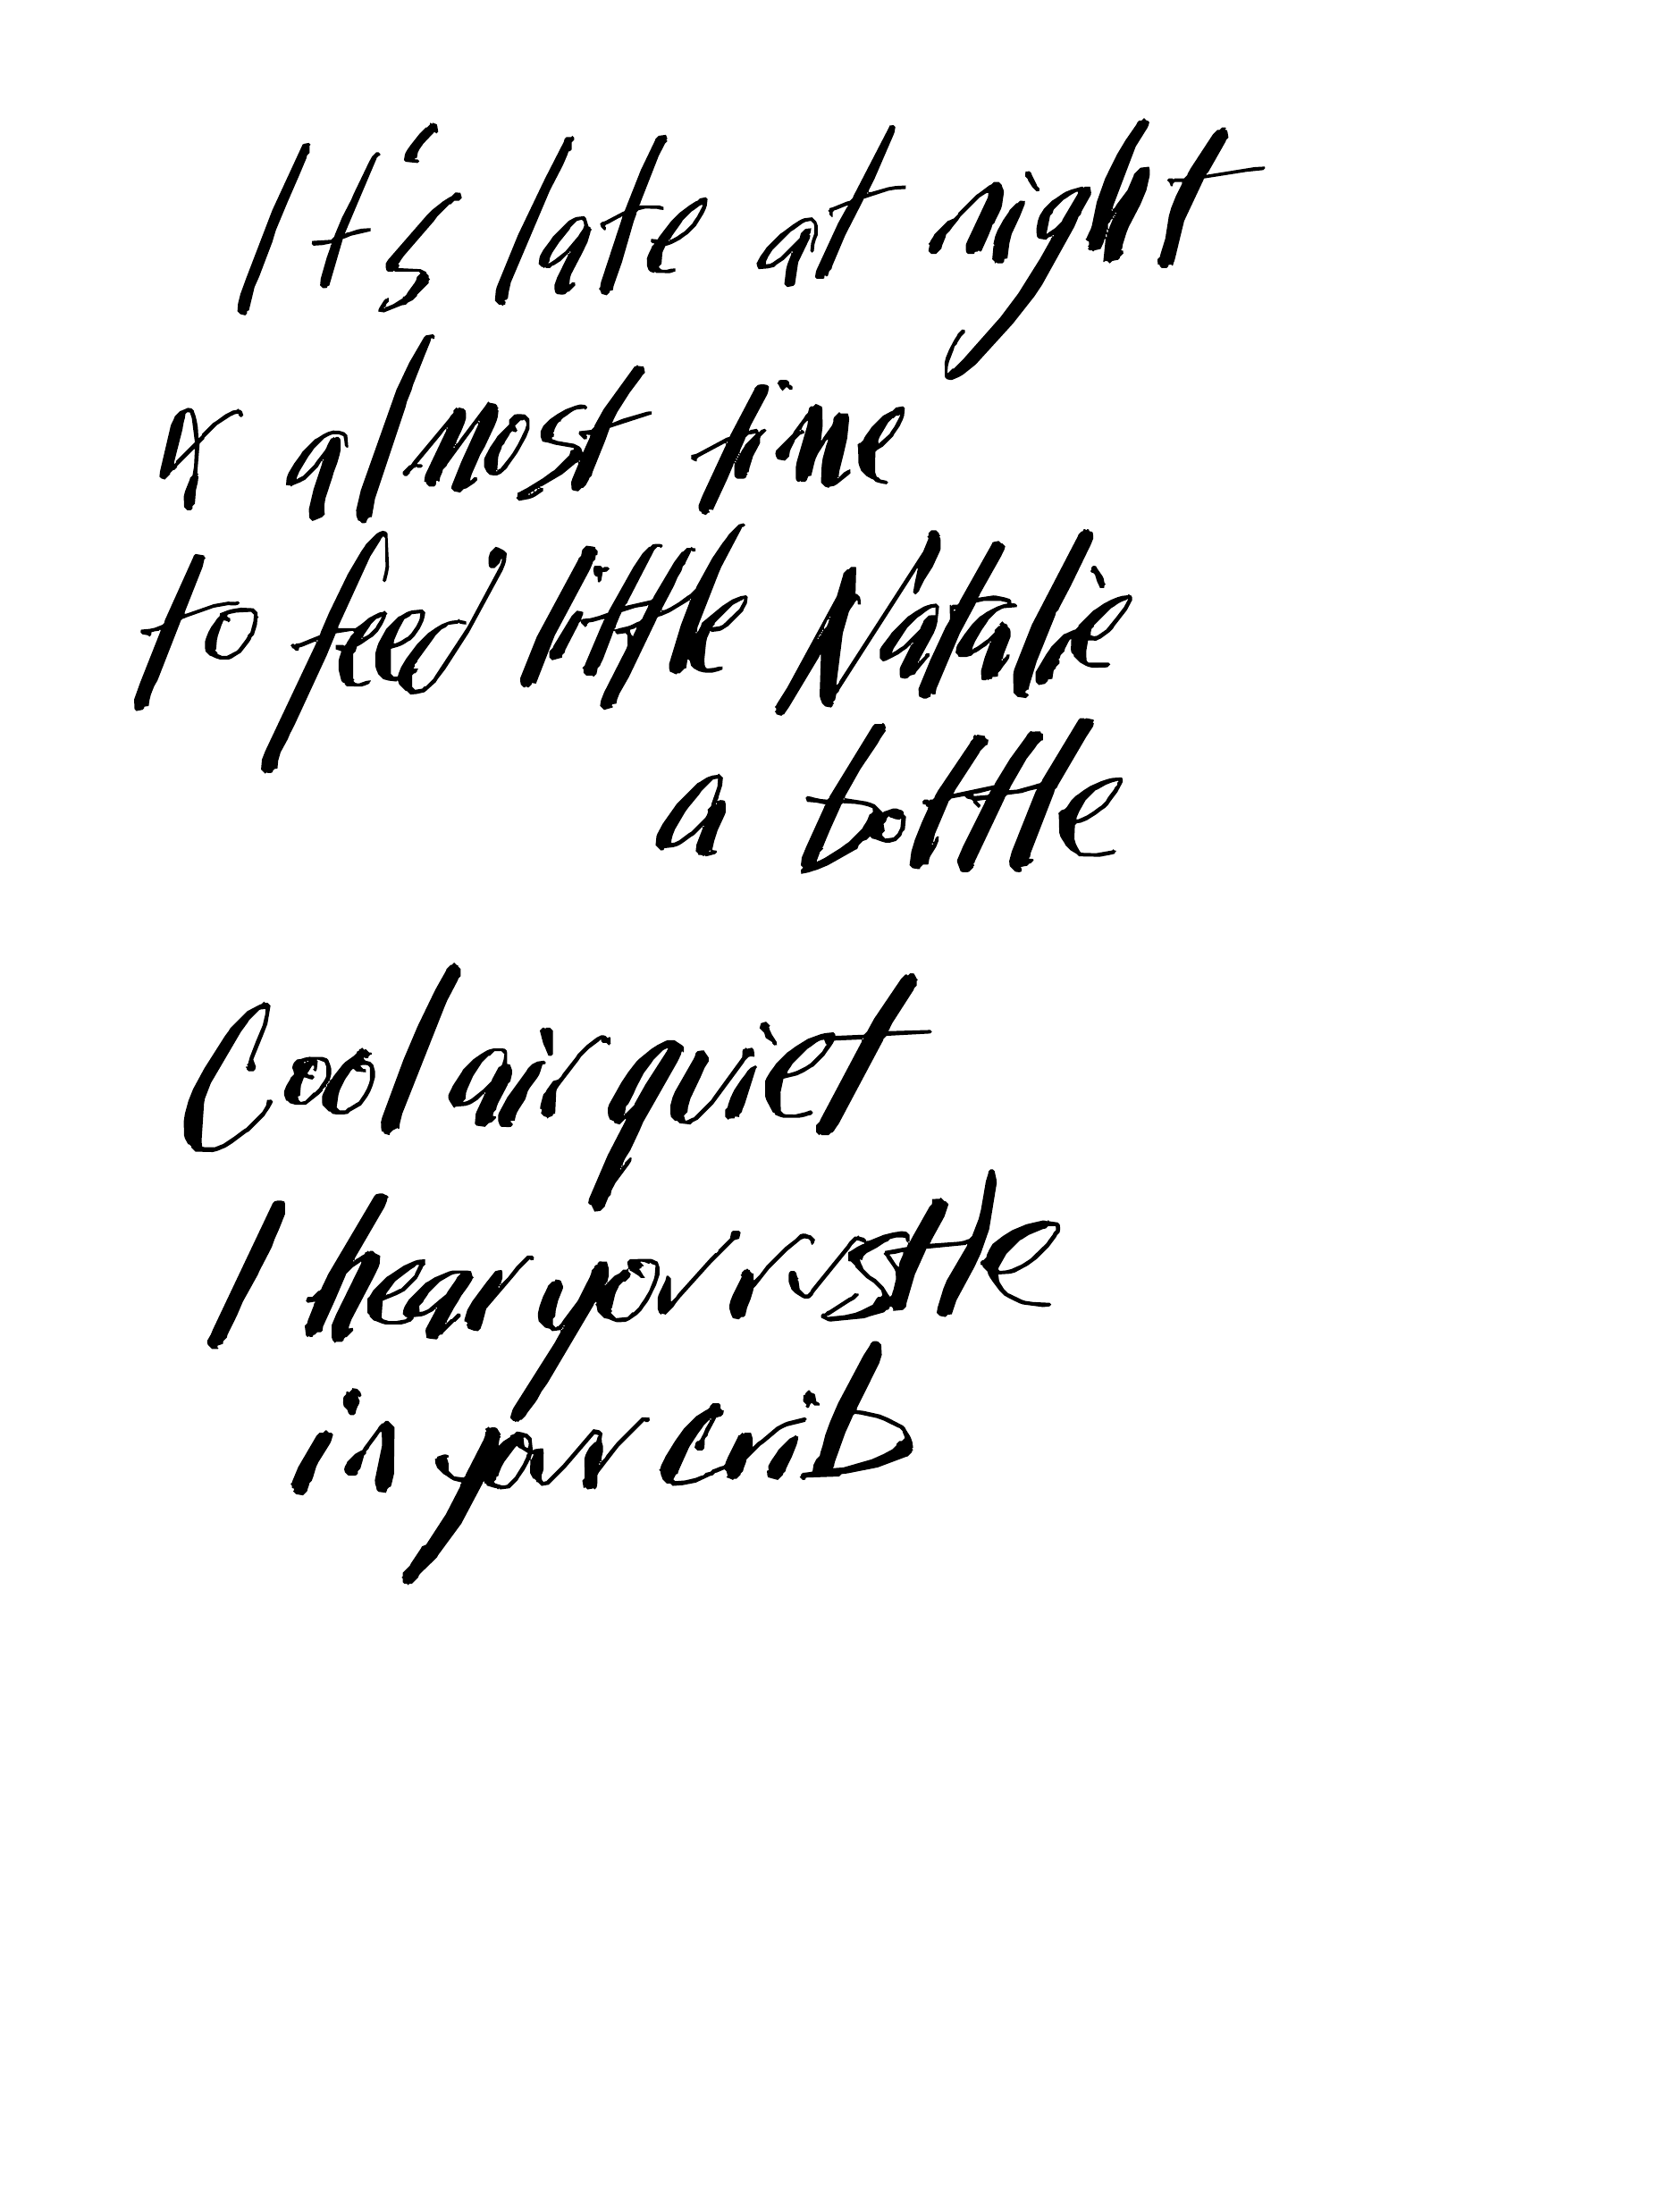 It's late at night
& almost time
to feed little Natalie
a bottle
Cool air quiet
I hear you rustle
in your crib